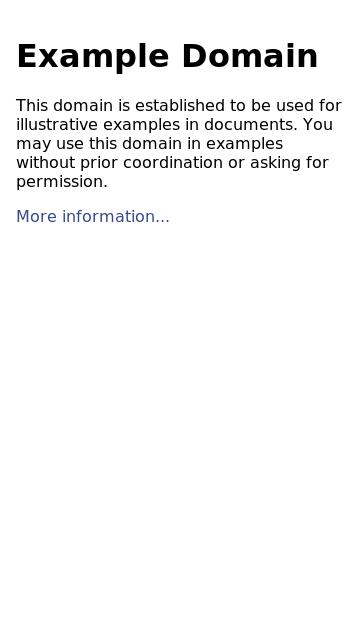 Example Domain
This domain is established to be used for
illustrative examples in documents. You
may use this domain in examples
without prior coordination or asking for
permission.
More information...